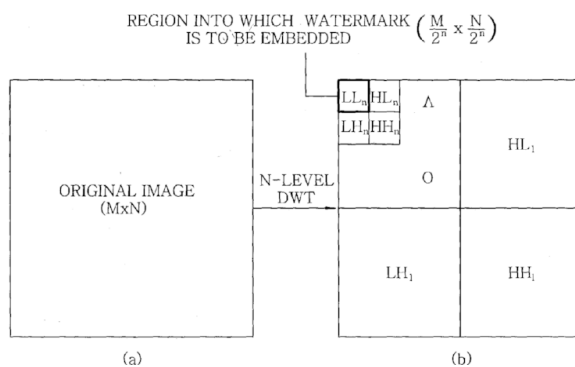 REGION INTO WHICH WATERMARK (M/2ⁿ x N/2ⁿ)
IS TO BE EMBEDDED
LLₙ HLₙ Λ
LHₙ HHₙ
HL₁
ORIGINAL IMAGE
(MxN)
N-LEVEL
DWT
O
LH₁ HH₁
(a) (b)